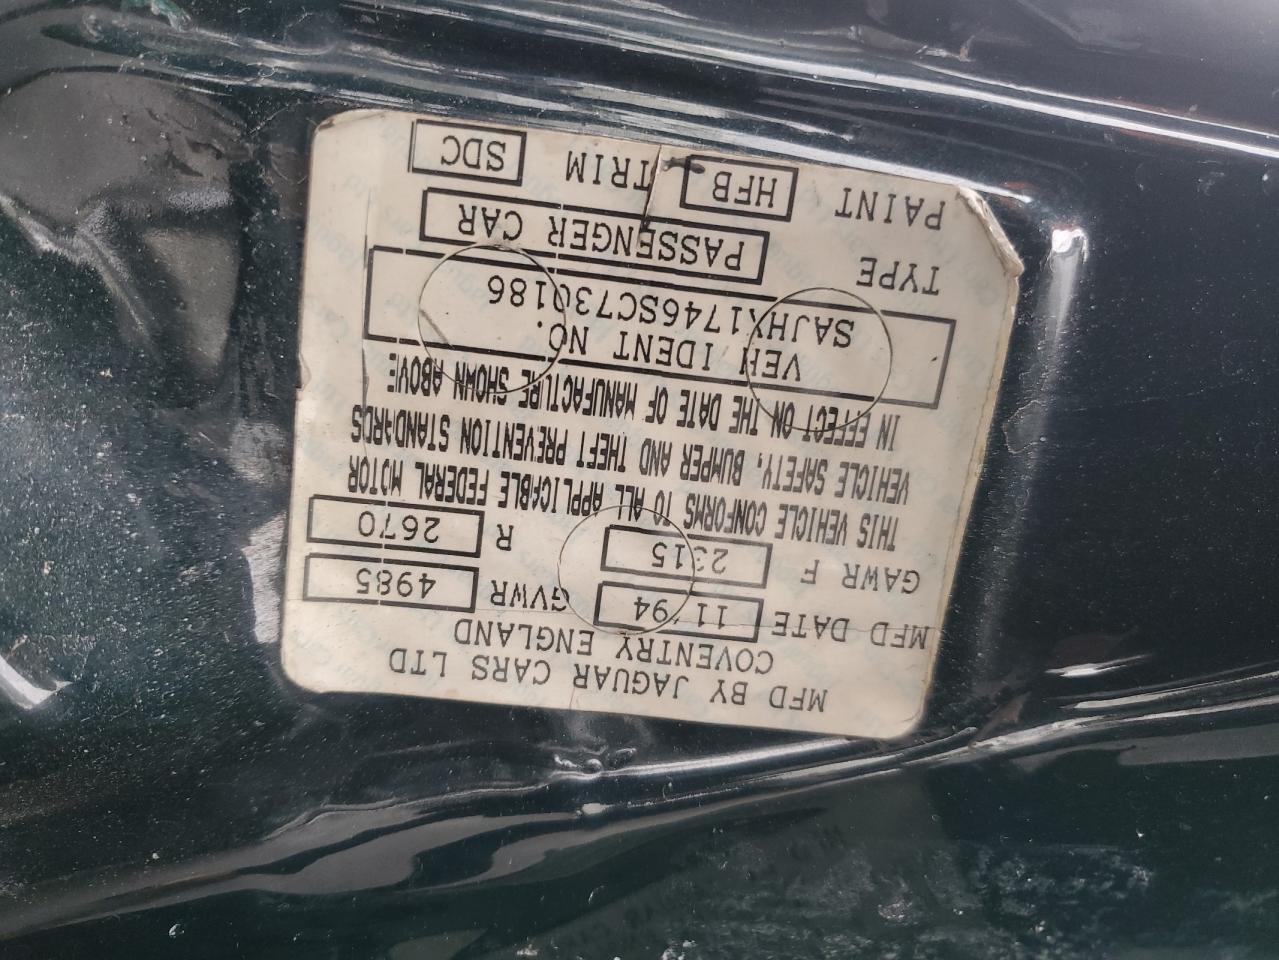 MFD BY JAGUAR CARS LTD
COVENTRY ENGLAND
MFD DATE 11/94 GVWR 4985
GAWR F 2315 R 2670
THIS VEHICLE CONFORMS TO ALL APPLICABLE FEDERAL MOTOR
VEHICLE SAFETY, BUMPER AND THEFT PREVENTION STANDARDS
IN EFFECT ON THE DATE OF MANUFACTURE SHOWN ABOVE
VEH IDENT NO.
SAJHX1746SC730186
TYPE PASSENGER CAR
PAINT HFB TRIM SDC